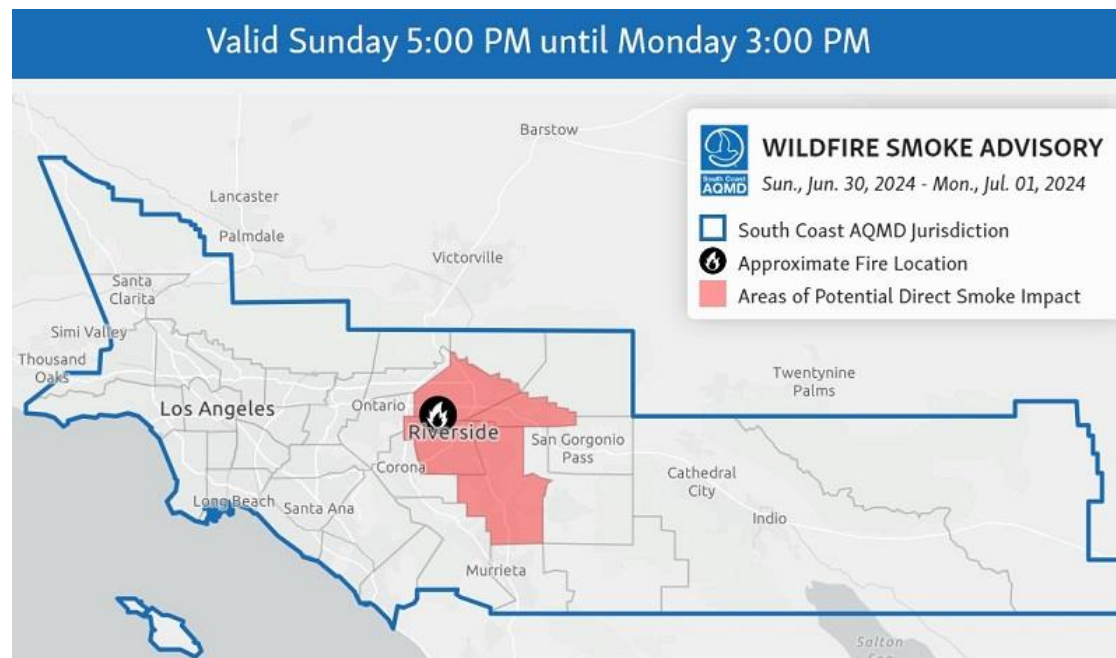 Valid Sunday 5:00 PM until Monday 3:00 PM
South Coast
AQMD
WILDFIRE SMOKE ADVISORY
Sun., Jun. 30, 2024 - Mon., Jul. 01, 2024
South Coast AQMD Jurisdiction
Approximate Fire Location
Areas of Potential Direct Smoke Impact
Barstow
Lancaster
Palmdale
Victorville
Santa
Clarita
Simi Valley
Thousand
Oaks
Twentynine
Palms
Los Angeles
Ontario
Riverside
San Gorgonio
Pass
Corona
Cathedral
City
Long Beach
Santa Ana
Indio
Murrieta
Salton
Sea